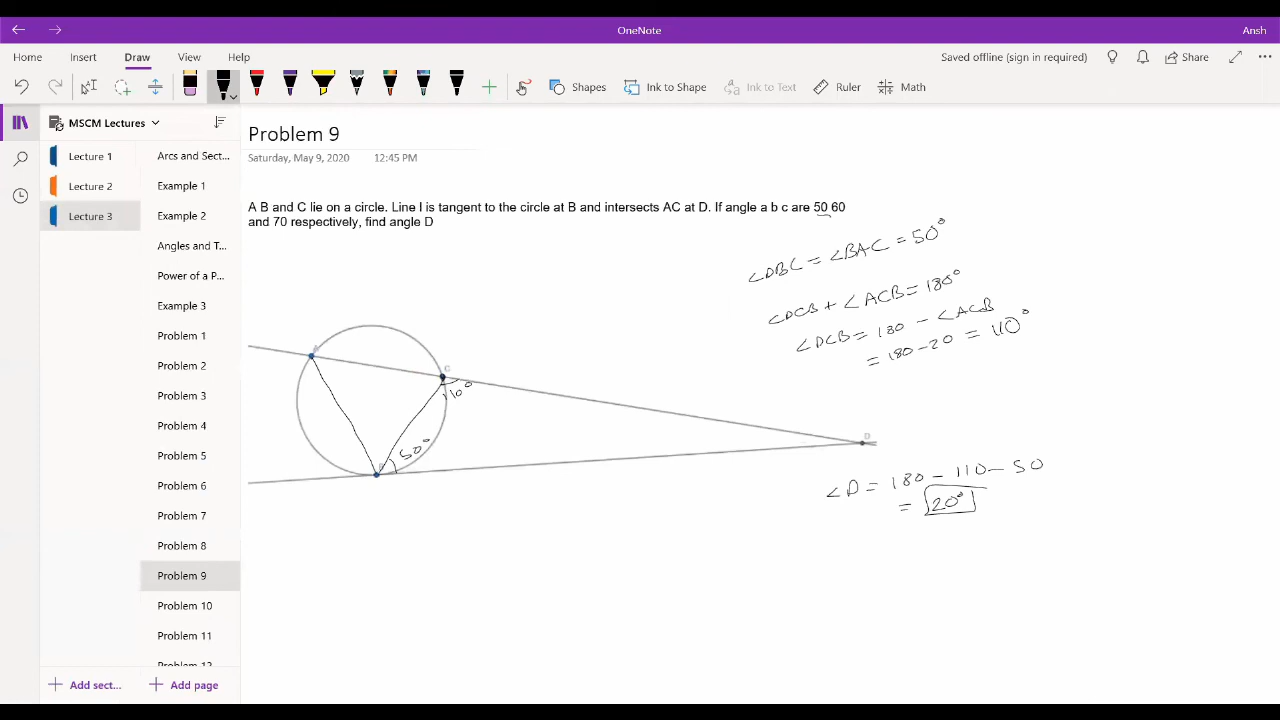 OneNote
Ansh
Home Insert Draw View Help
Saved offline (sign in required) Share
Shapes Ink to Shape Ink to Text Ruler Math
MSCM Lectures
Lecture 1
Lecture 2
Lecture 3
Add sect...
Arcs and Sect...
Example 1
Example 2
Angles and T...
Power of a P...
Example 3
Problem 1
Problem 2
Problem 3
Problem 4
Problem 5
Problem 6
Problem 7
Problem 8
Problem 9
Problem 10
Problem 11
Problem 12
Add page
Problem 9
Saturday, May 9, 2020 12:45 PM
A B and C lie on a circle. Line l is tangent to the circle at B and intersects AC at D. If angle a b c are 50 60
and 70 respectively, find angle D
∠DBC = ∠BAC = 50°
∠DCB + ∠ACB = 180°
∠DCB = 180 - ∠ACB
= 180 - 20 = 110°
A
C
110°
50°
B
D
∠D = 180 - 110 - 50
= 20°